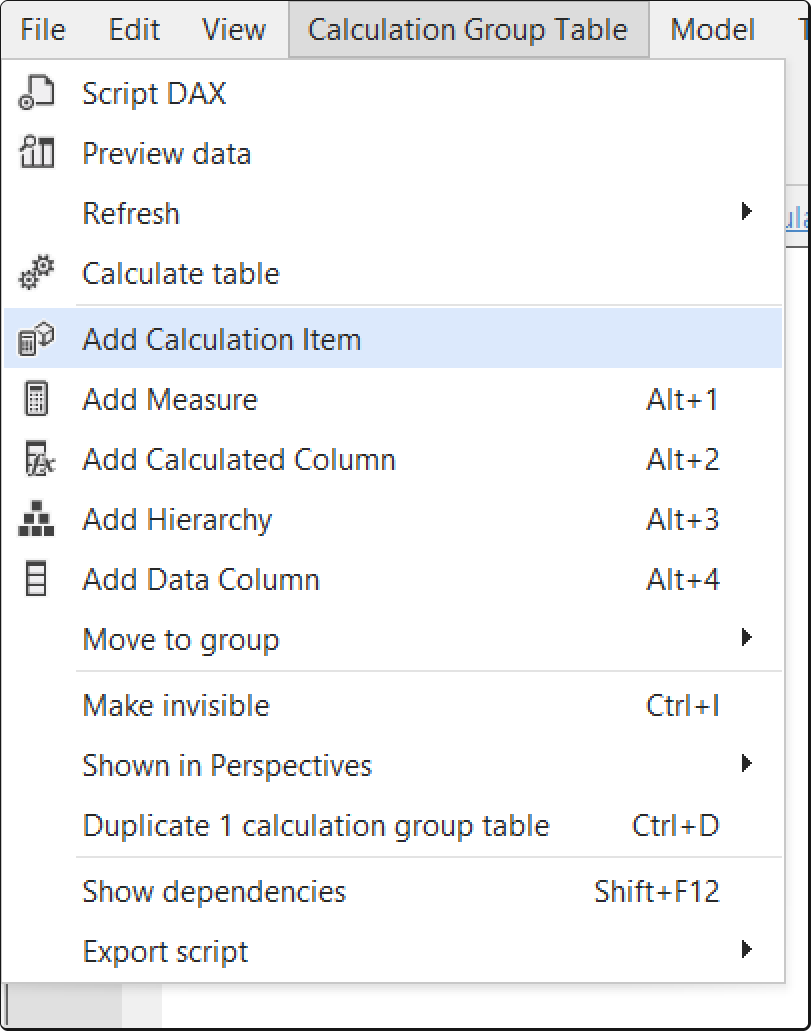 File Edit View Calculation Group Table Model
Script DAX
Preview data
Refresh
Calculate table
Add Calculation Item
Add Measure Alt+1
Add Calculated Column Alt+2
Add Hierarchy Alt+3
Add Data Column Alt+4
Move to group
Make invisible Ctrl+I
Shown in Perspectives
Duplicate 1 calculation group table Ctrl+D
Show dependencies Shift+F12
Export script